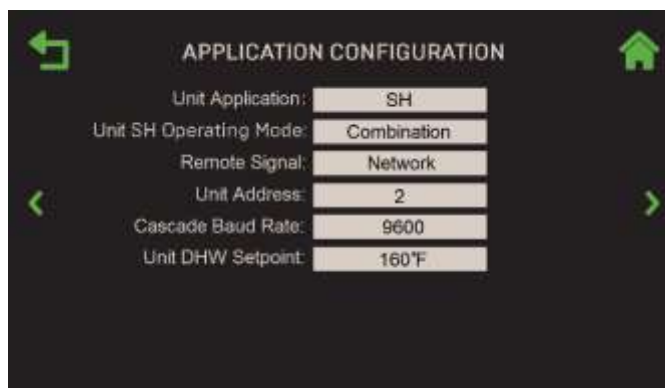 APPLICATION CONFIGURATION
Unit Application: SH
Unit SH Operating Mode: Combination
Remote Signal: Network
Unit Address: 2
Cascade Baud Rate: 9600
Unit DHW Setpoint: 160°F